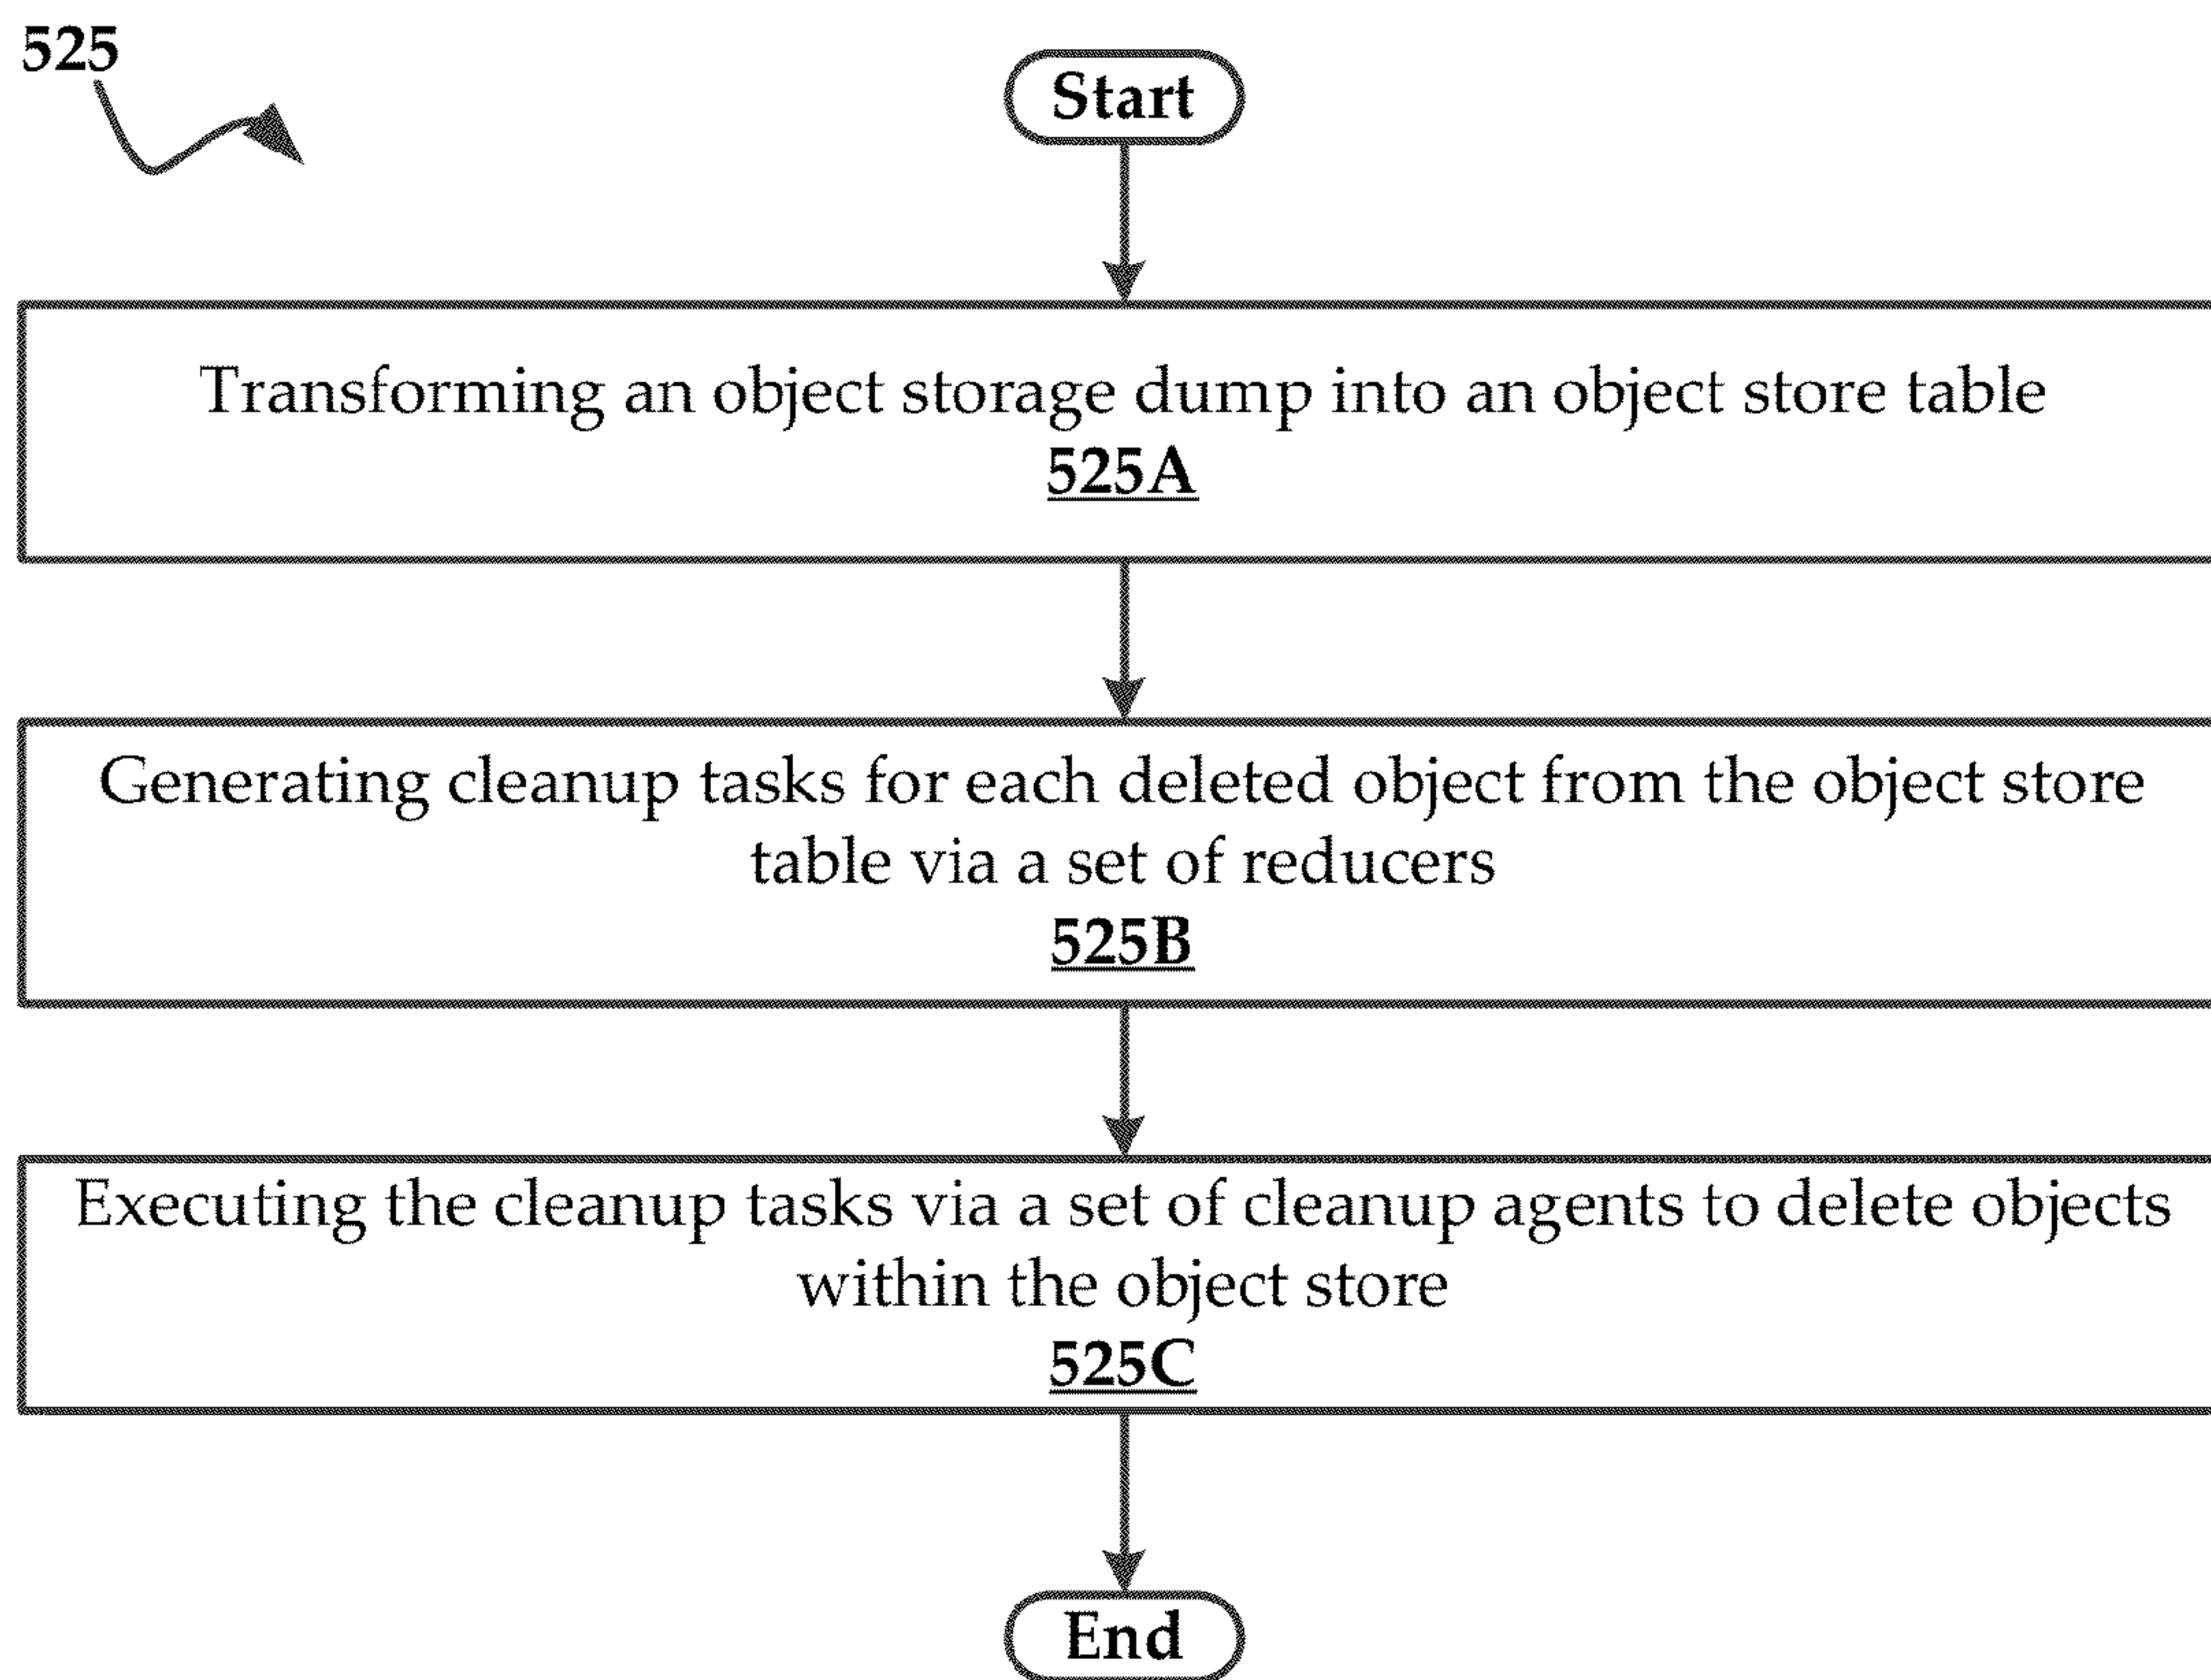 525
Start
Transforming an object storage dump into an object store table
525A
Generating cleanup tasks for each deleted object from the object store
table via a set of reducers
525B
Executing the cleanup tasks via a set of cleanup agents to delete objects
within the object store
525C
End